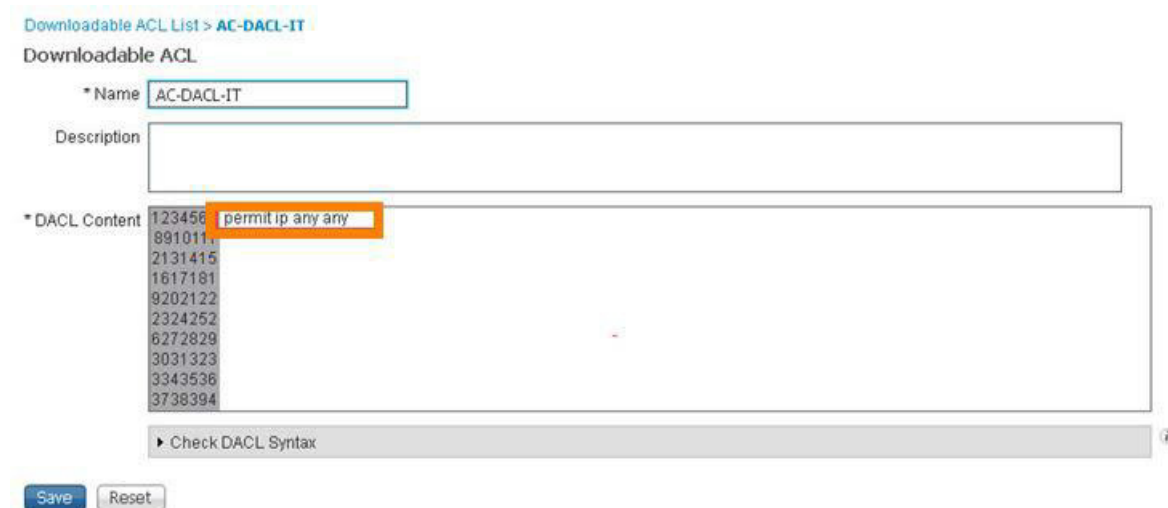 Downloadable ACL List > AC-DACL-IT
Downloadable ACL
* Name AC-DACL-IT
Description
* DACL Content 123456 permit ip any any
8910111
2131415
1617181
9202122
2324252
6272829
3031323
3343536
3738394
Check DACL Syntax
Save Reset